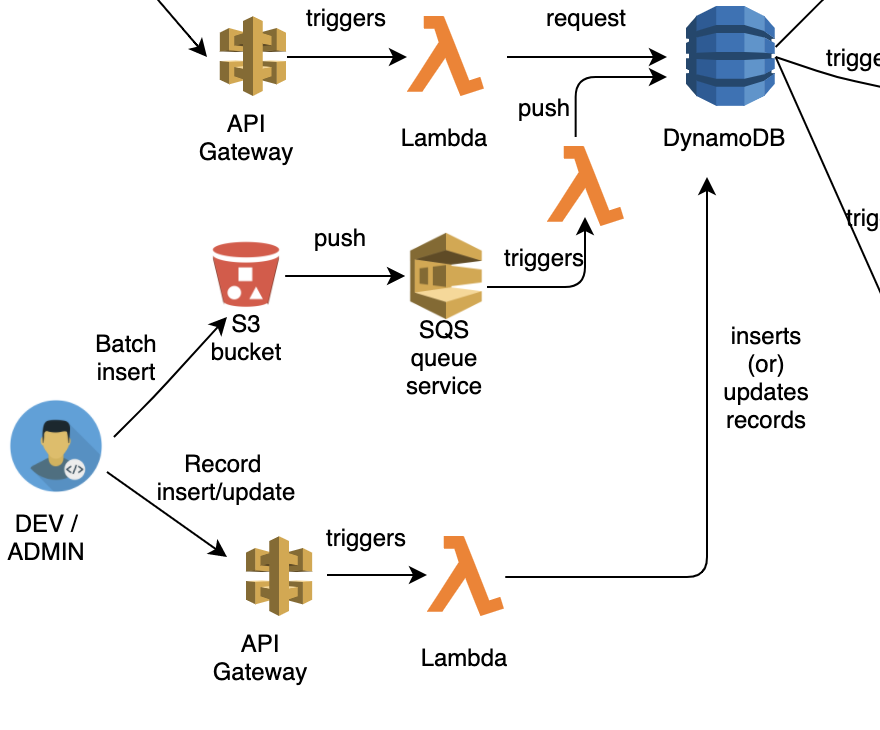 triggers
request
trigge
API
Gateway
Lambda
push
DynamoDB
push
triggers
trig
S3
bucket
SQS
queue
service
Batch
insert
inserts
(or)
updates
records
Record
insert/update
DEV /
ADMIN
triggers
API
Gateway
Lambda